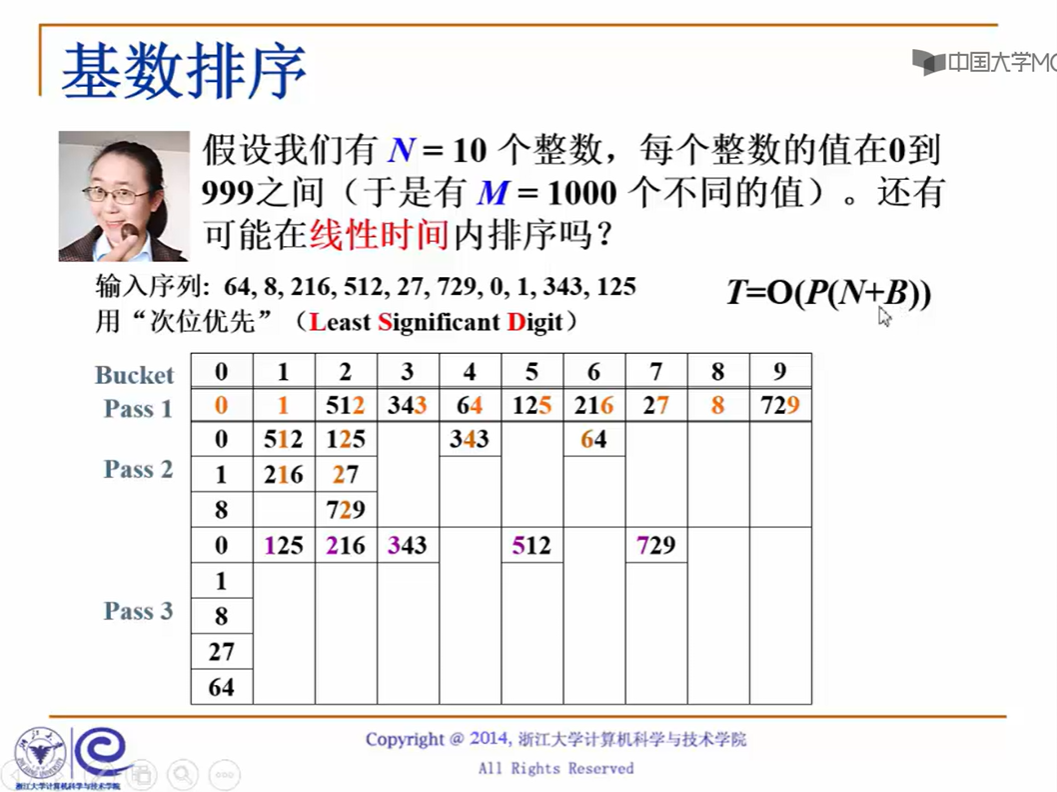 基数排序
中国大学MO
假设我们有 N = 10 个整数，每个整数的值在0到
999之间（于是有 M = 1000 个不同的值）。还有
可能在线性时间内排序吗？
输入序列: 64, 8, 216, 512, 27, 729, 0, 1, 343, 125
T=O(P(N+B))
用“次位优先”（Least Significant Digit）
Bucket 0 1 2 3 4 5 6 7 8 9
Pass 1 0 1 512 343 64 125 216 27 8 729
0 512 125 343 64
Pass 2 1 216 27
8 729
0 125 216 343 512 729
1
Pass 3 8
27
64
Copyright @ 2014, 浙江大学计算机科学与技术学院
All Rights Reserved
浙江大学计算机科学与技术学院